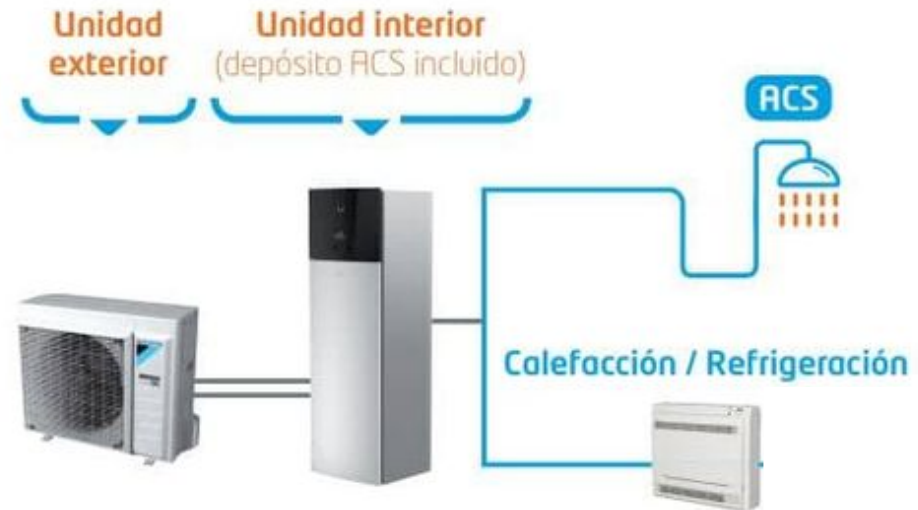 Unidad
exterior
Unidad interior
(depósito ACS incluido)
ACS
Calefacción / Refrigeración